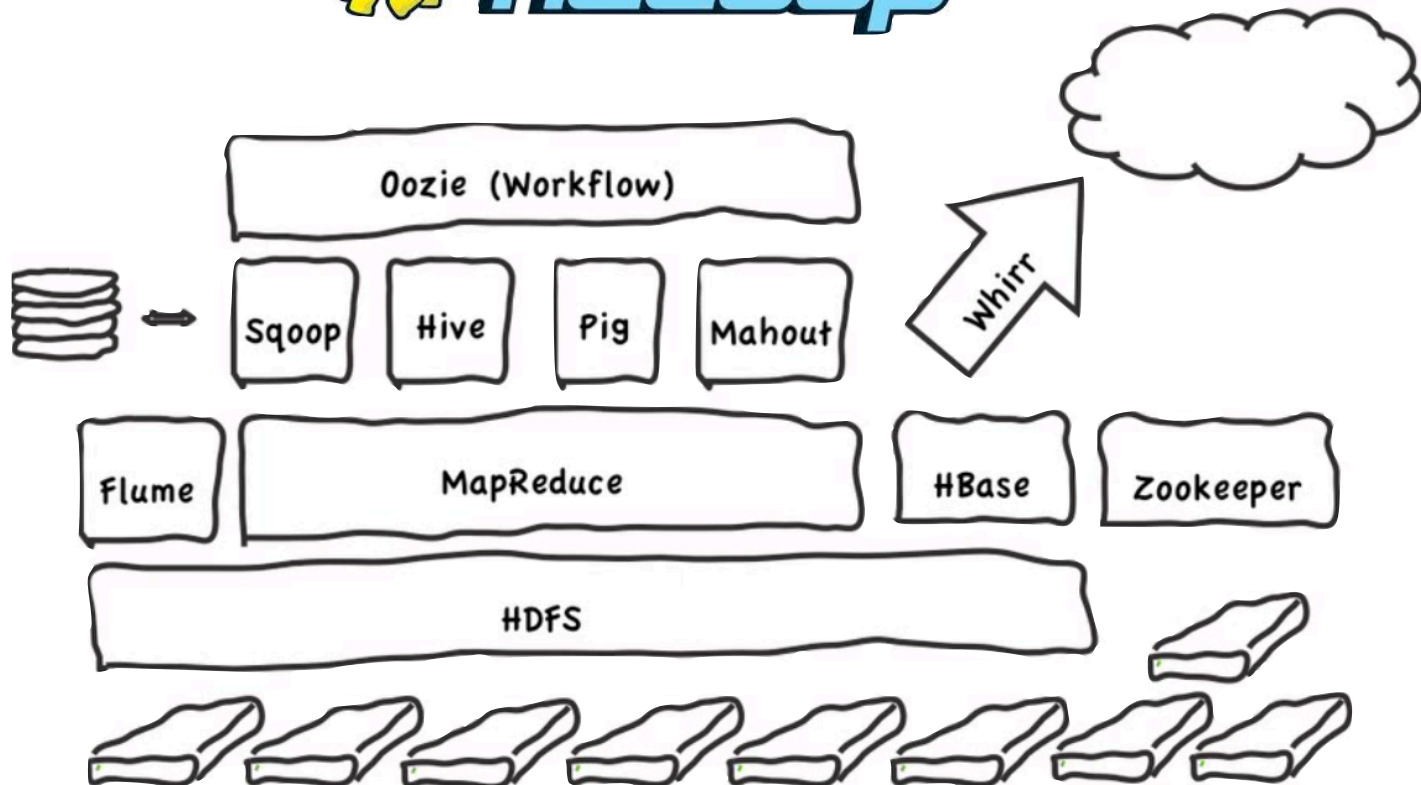 Oozie (Workflow)
Sqoop
Hive
Pig
Mahout
Whirr
Flume
MapReduce
HBase
Zookeeper
HDFS